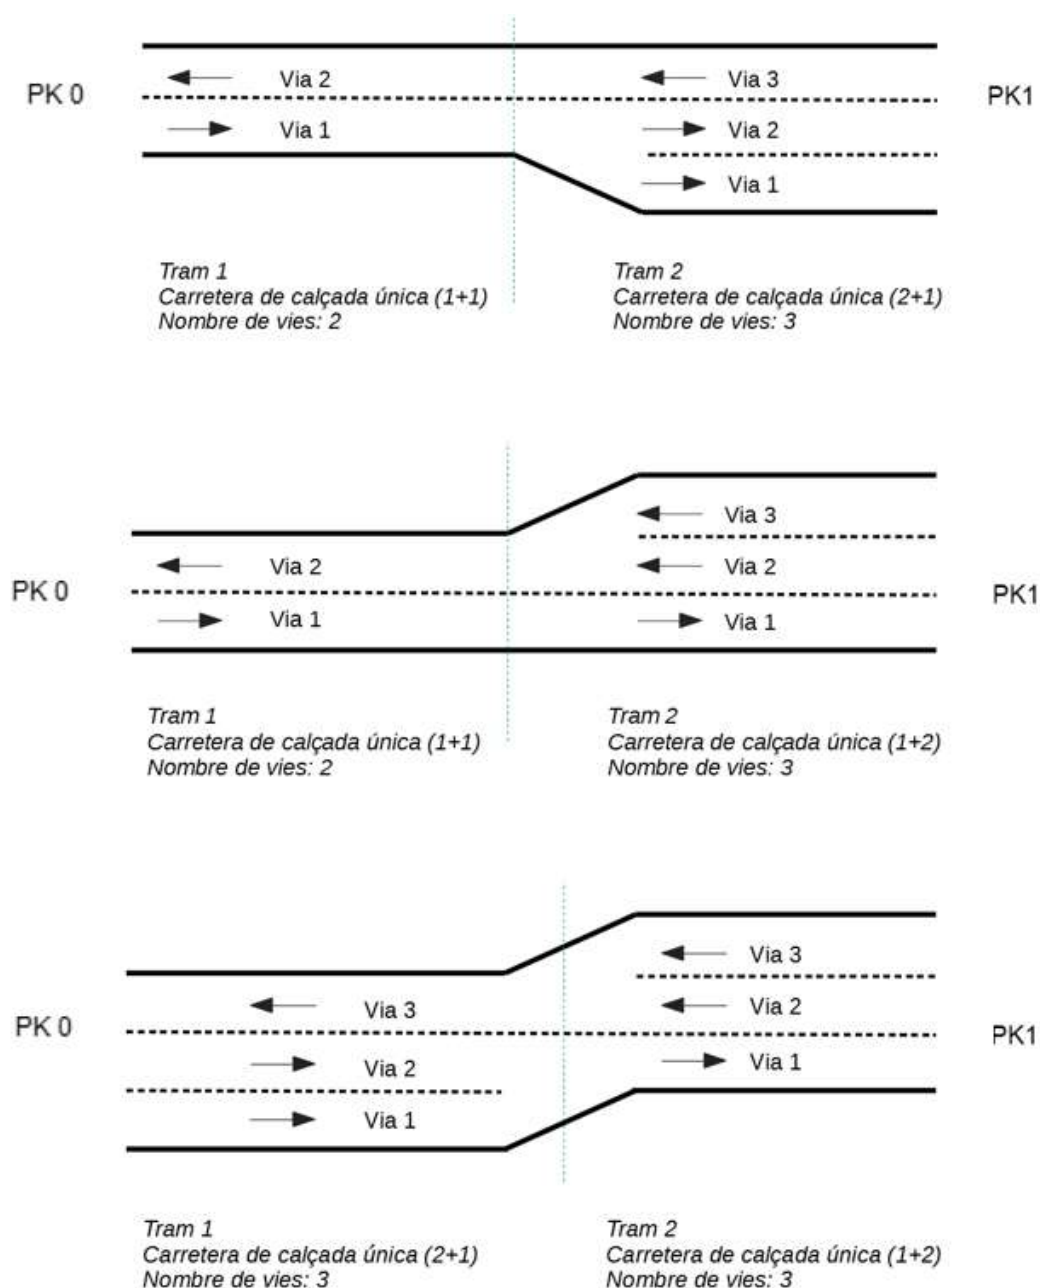 Via 2
Via 3
PK 0
PK1
Via 1
Via 2
Via 1
Tram 1
Carretera de calçada única (1+1)
Nombre de vies: 2
Tram 2
Carretera de calçada única (2+1)
Nombre de vies: 3
Via 3
Via 2
Via 2
PK 0
PK1
Via 1
Via 1
Tram 1
Carretera de calçada única (1+1)
Nombre de vies: 2
Tram 2
Carretera de calçada única (1+2)
Nombre de vies: 3
Via 3
Via 3
Via 2
PK 0
PK1
Via 2
Via 1
Via 1
Tram 1
Carretera de calçada única (2+1)
Nombre de vies: 3
Tram 2
Carretera de calçada única (1+2)
Nombre de vies: 3